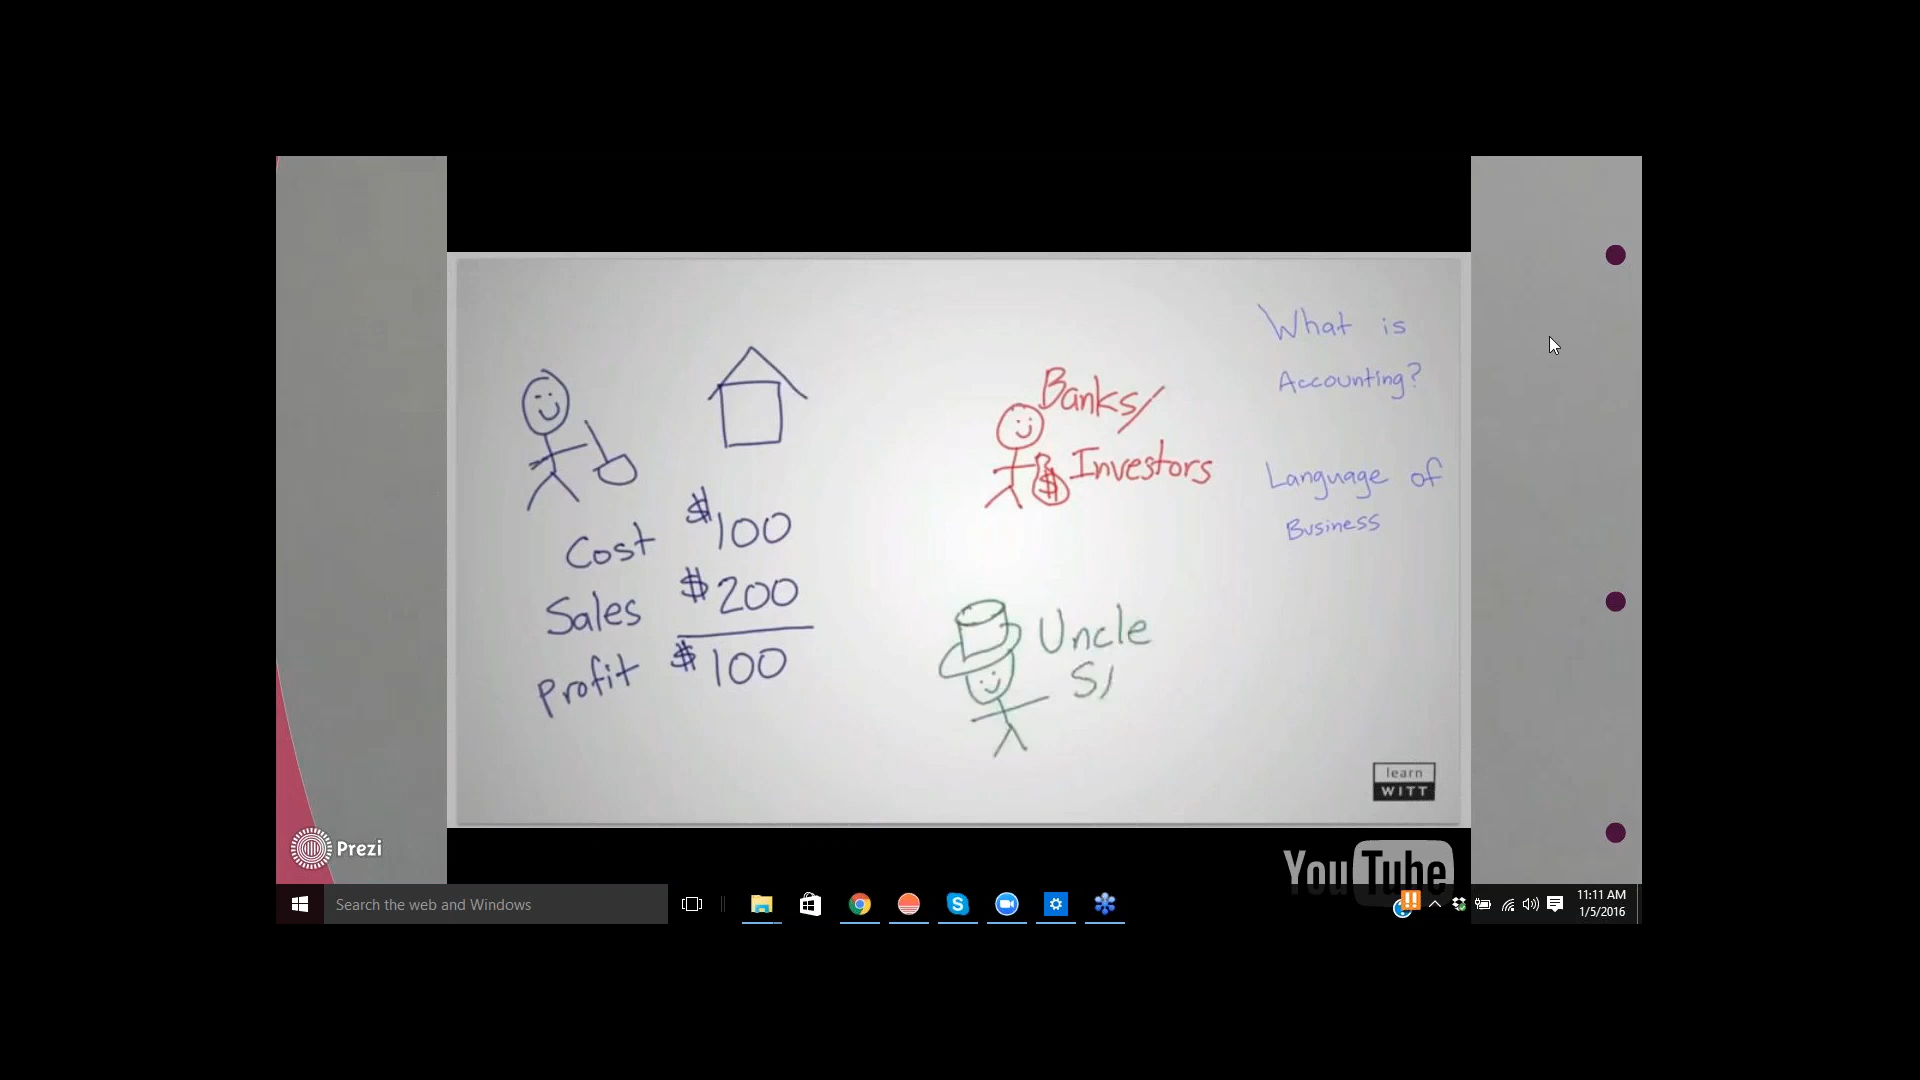 What is
Accounting?
Language of
Business
Banks/
Investors
Cost $100
Sales $200
Profit $100
Uncle
S/
learn
WITT
Prezi
YouTube
Search the web and Windows
11:11 AM
1/5/2016